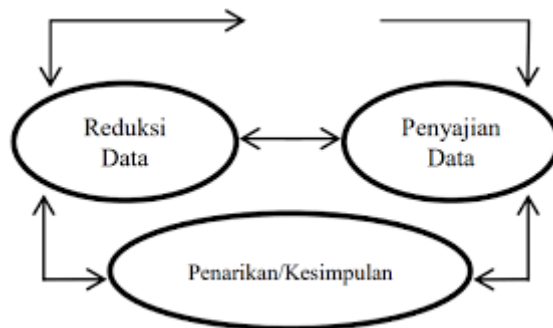 Reduksi
Data
Penyajian
Data
Penarikan/Kesimpulan